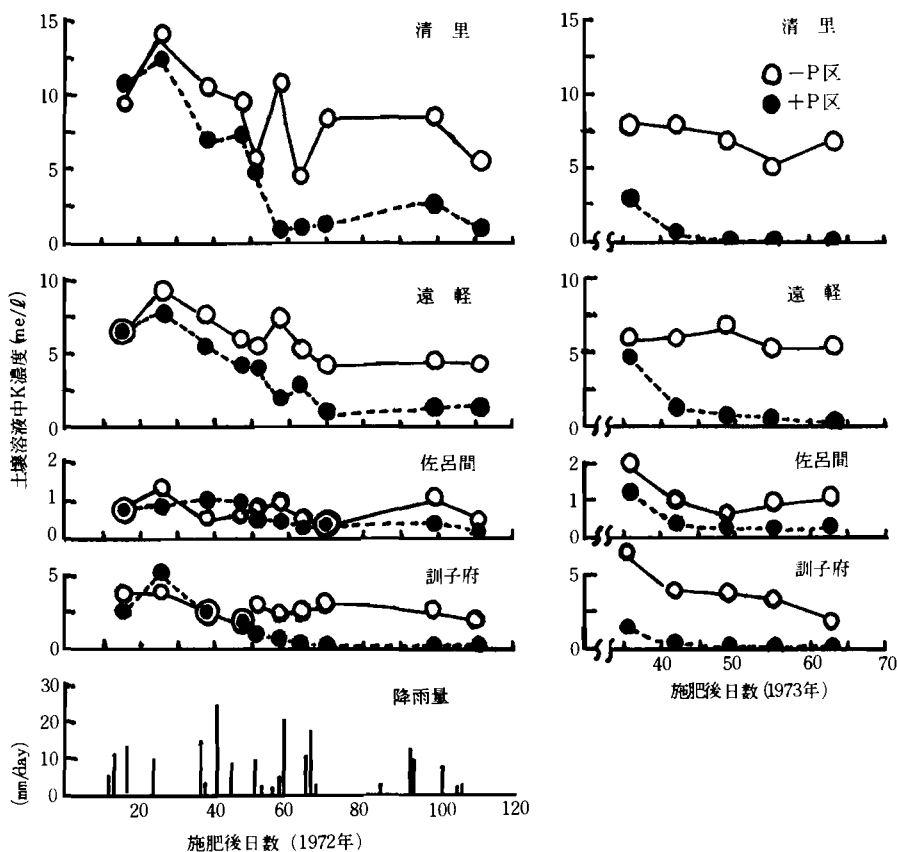 土壌溶液中K濃度(me/ℓ)
清里
15
10
5
0
遠軽
10
5
0
佐呂間
2
1
0
訓子府
5
0
降雨量
(mm/day)
30
20
10
0
20 40 60 80 100 120
施肥後日数 (1972年)
清里
○ -P区
● +P区
15
10
5
0
遠軽
10
5
0
佐呂間
2
1
0
訓子府
5
0
40 50 60 70
施肥後日数(1973年)